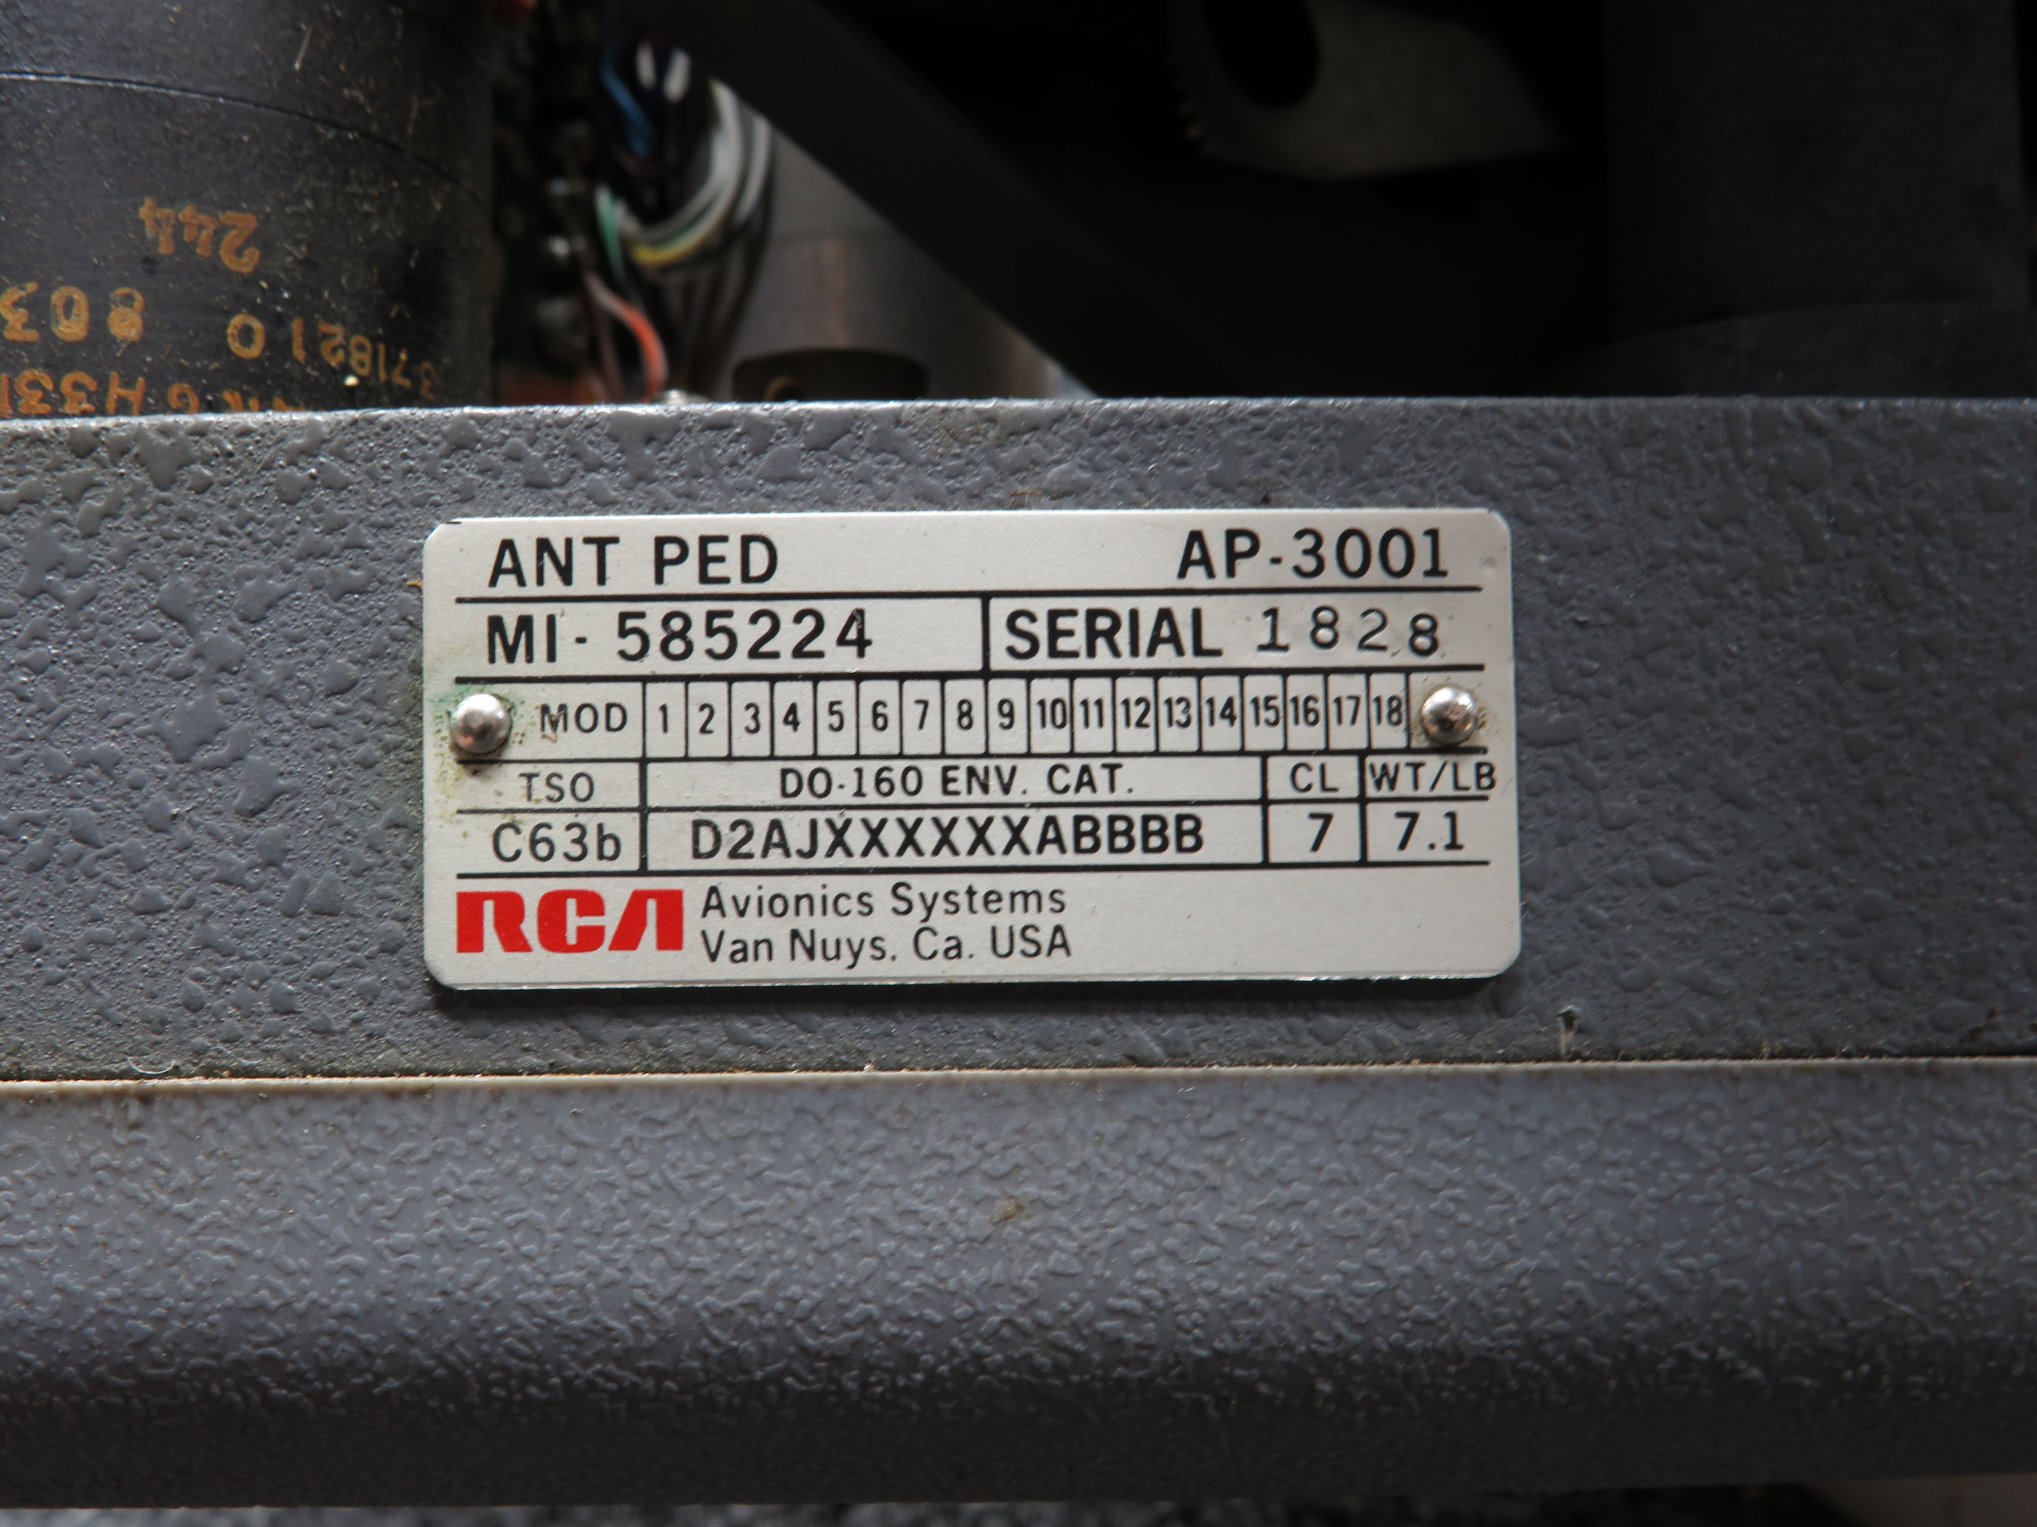 244
803
371821 0
ANT PED AP-3001
MI-585224 SERIAL 1828
MOD 1 2 3 4 5 6 7 8 9 10 11 12 13 14 15 16 17 18
TSO DO-160 ENV. CAT. CL WT/LB
C63b D2AJXXXXXXABBBB 7 7.1
RCA Avionics Systems
Van Nuys. Ca. USA